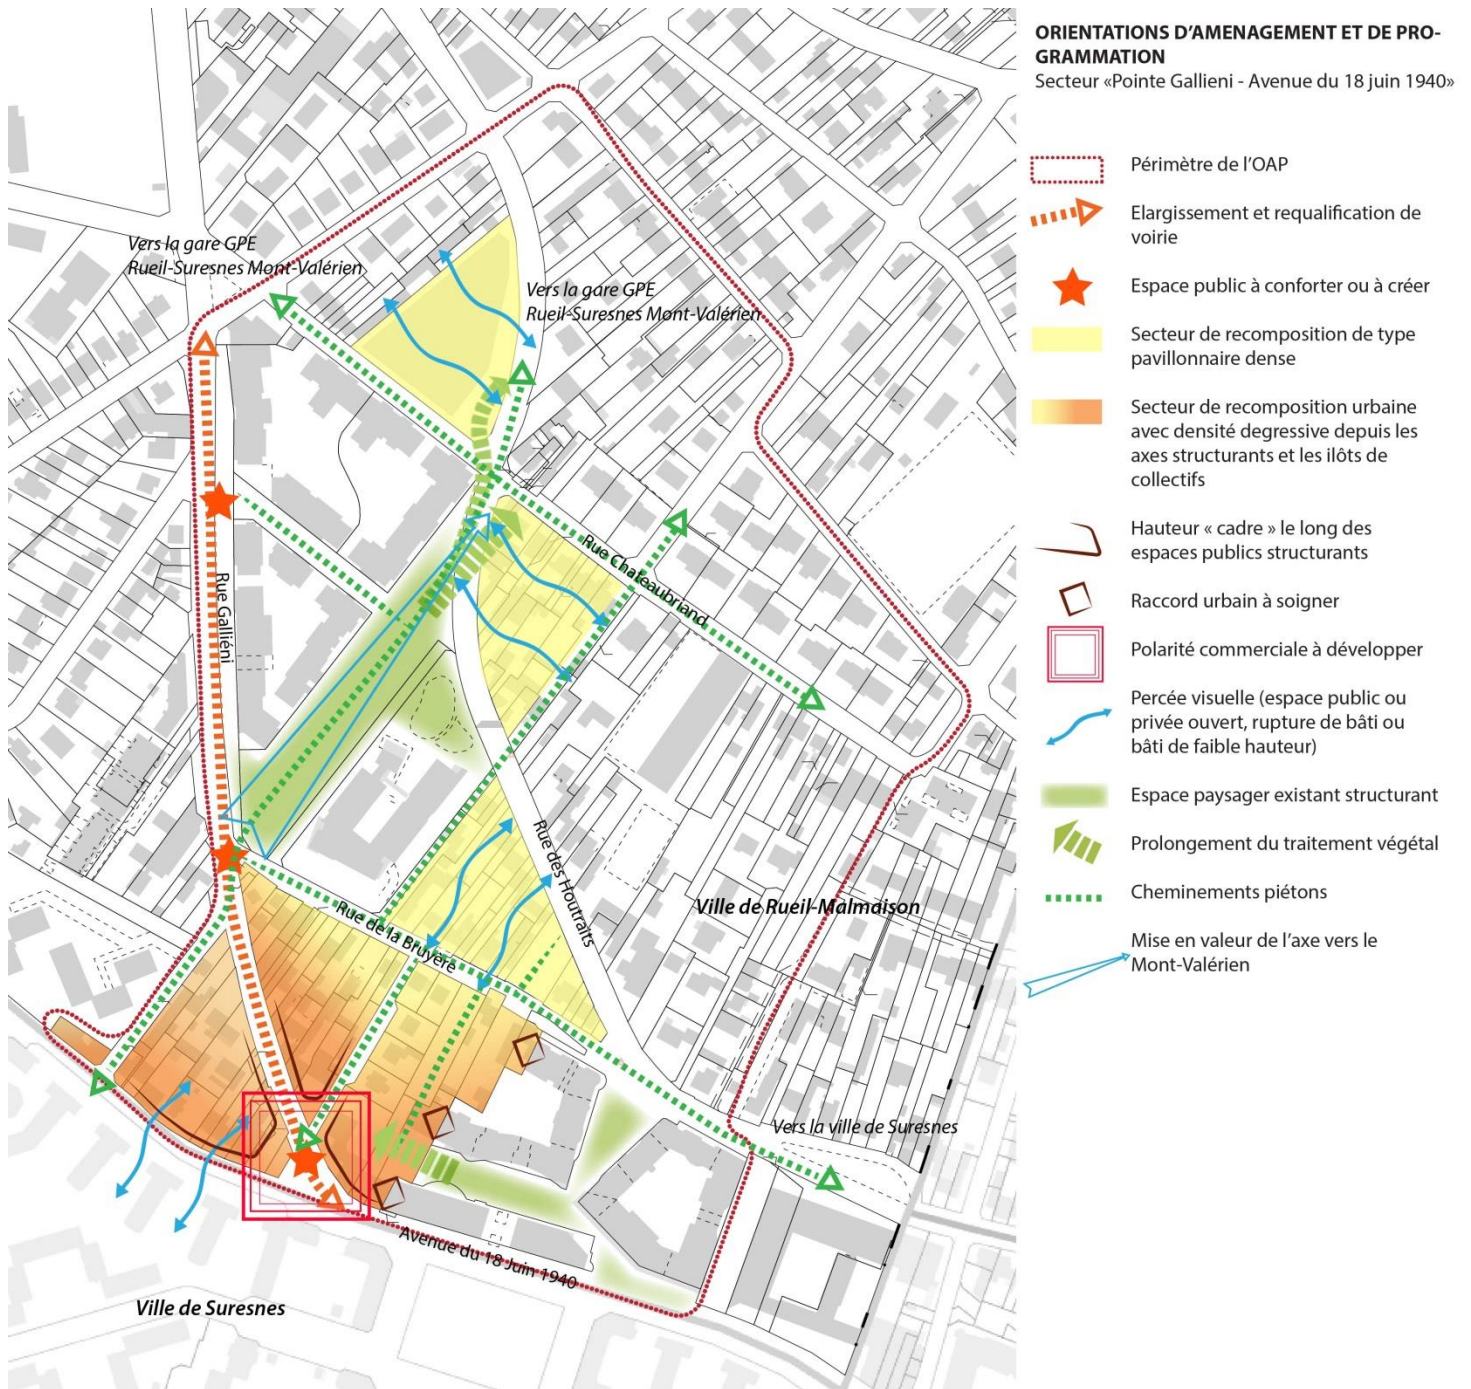 ORIENTATIONS D'AMENAGEMENT ET DE PRO-
GRAMMATION
Secteur «Pointe Gallieni - Avenue du 18 juin 1940»
Périmètre de l'OAP
Elargissement et requalification de
voirie
Espace public à conforter ou à créer
Secteur de recomposition de type
pavillonnaire dense
Secteur de recomposition urbaine
avec densité degressive depuis les
axes structurants et les ilôts de
collectifs
Hauteur « cadre » le long des
espaces publics structurants
Raccord urbain à soigner
Polarité commerciale à développer
Percée visuelle (espace public ou
privée ouvert, rupture de bâti ou
bâti de faible hauteur)
Espace paysager existant structurant
Prolongement du traitement végétal
Cheminements piétons
Mise en valeur de l'axe vers le
Mont-Valérien
Vers la gare GPE
Rueil-Suresnes Mont-Valérien
Vers la gare GPE
Rueil-Suresnes Mont-Valérien
Rue Chateaubriand
Rue Galliéni
Rue des Houtraits
Ville de Rueil-Malmaison
Rue de la Bruyère
Vers la ville de Suresnes
Avenue du 18 Juin 1940
Ville de Suresnes